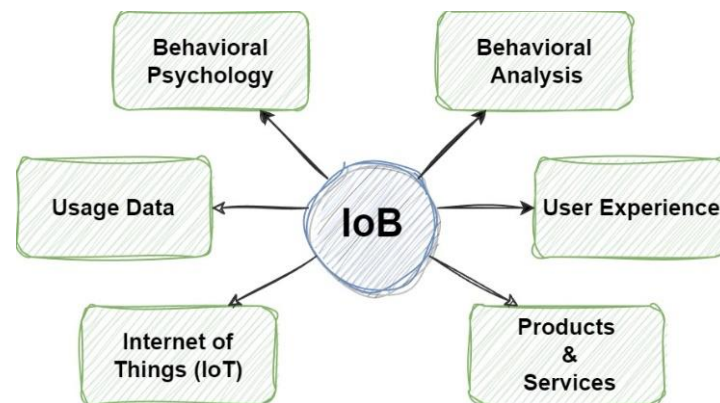 Behavioral
Psychology
Behavioral
Analysis
Usage Data
IoB
User Experience
Internet of
Things (IoT)
Products
&
Services